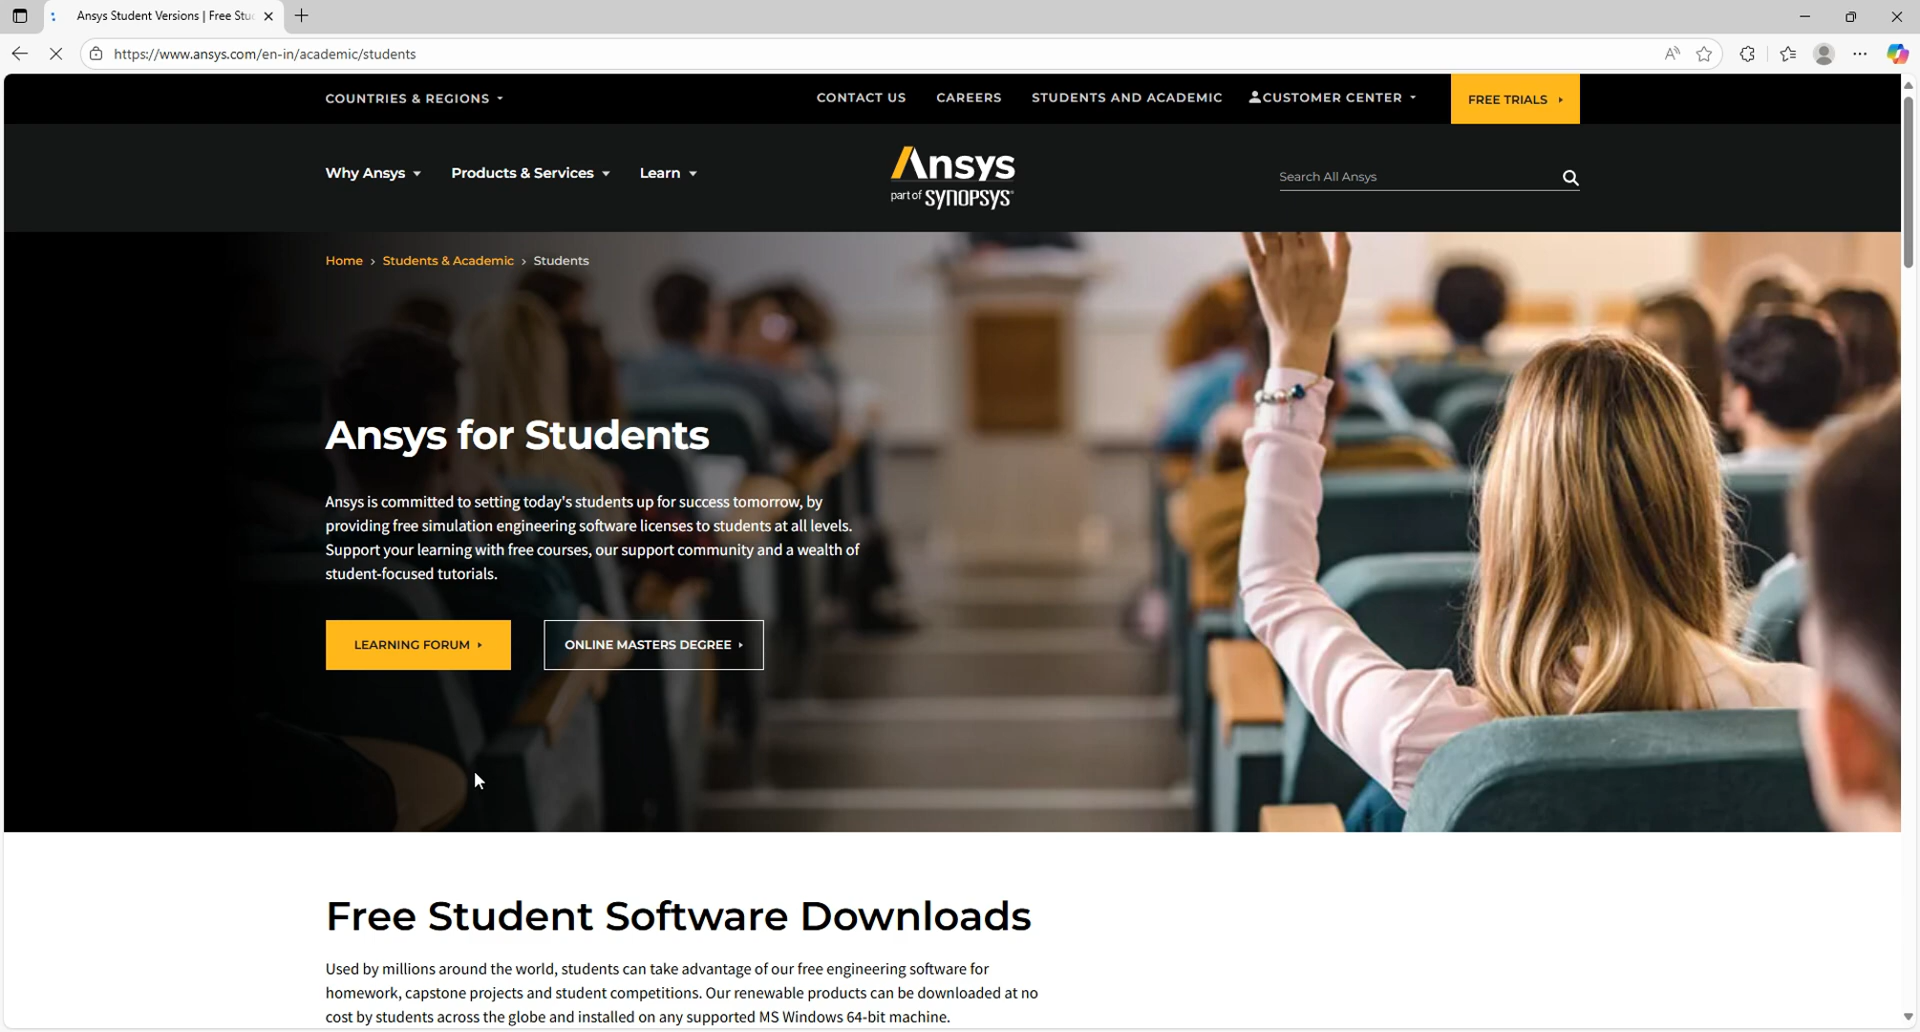 Ansys Student Versions | Free Stu
https://www.ansys.com/en-in/academic/students
COUNTRIES & REGIONS
CONTACT US
CAREERS
STUDENTS AND ACADEMIC
CUSTOMER CENTER
FREE TRIALS
Why Ansys
Products & Services
Learn
Ansys
part of SYNOPSYS
Search All Ansys
Home › Students & Academic › Students
Ansys for Students
Ansys is committed to setting today's students up for success tomorrow, by
providing free simulation engineering software licenses to students at all levels.
Support your learning with free courses, our support community and a wealth of
student-focused tutorials.
LEARNING FORUM
ONLINE MASTERS DEGREE
Free Student Software Downloads
Used by millions around the world, students can take advantage of our free engineering software for
homework, capstone projects and student competitions. Our renewable products can be downloaded at no
cost by students across the globe and installed on any supported MS Windows 64-bit machine.